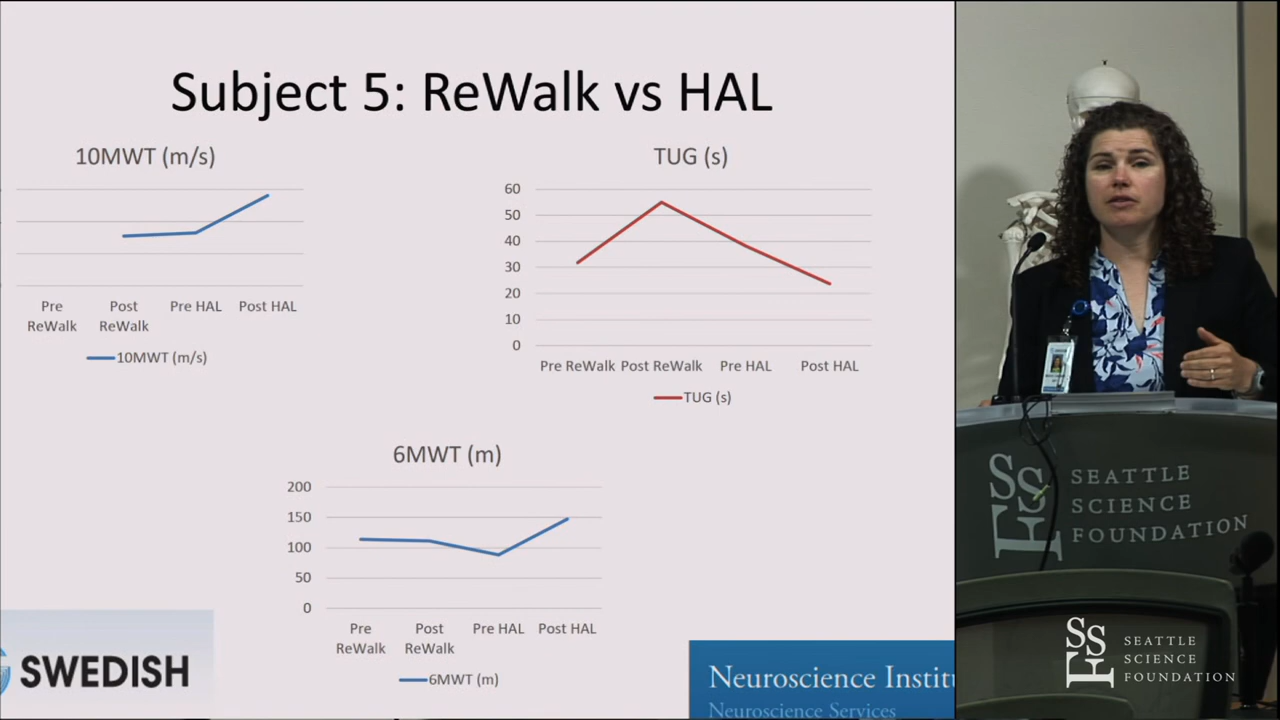 Subject 5: ReWalk vs HAL
10MWT (m/s)
Pre ReWalk
Post ReWalk
Pre HAL
Post HAL
10MWT (m/s)
TUG (s)
60
50
40
30
20
10
0
Pre ReWalk
Post ReWalk
Pre HAL
Post HAL
TUG (s)
6MWT (m)
200
150
100
50
0
Pre ReWalk
Post ReWalk
Pre HAL
Post HAL
6MWT (m)
SWEDISH
Neuroscience Institu
Neuroscience Services
SSF
SEATTLE
SCIENCE
FOUNDATION
SSF
SEATTLE
SCIENCE
FOUNDATION